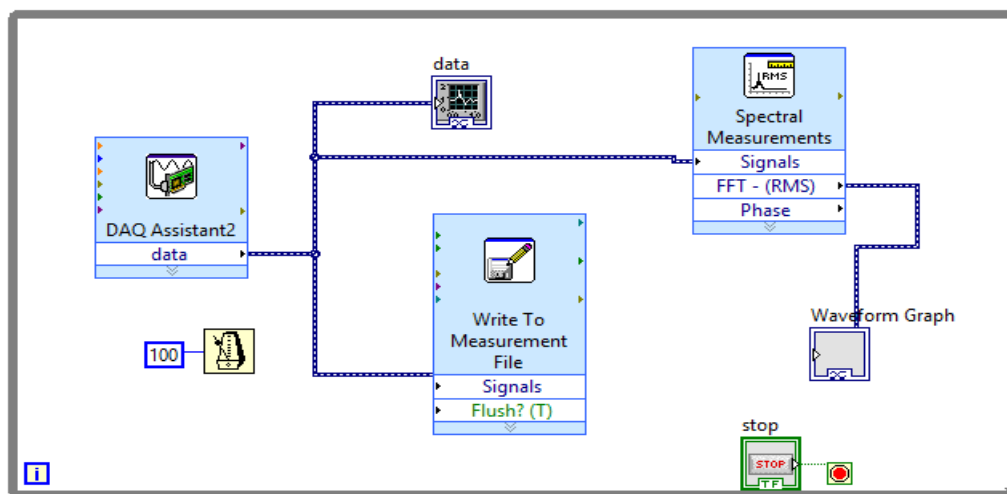 data
RMS
Spectral
Measurements
Signals
FFT - (RMS)
Phase
DAQ Assistant2
data
Write To
Measurement
File
Signals
Flush? (T)
100
Waveform Graph
stop
STOP
TF
i